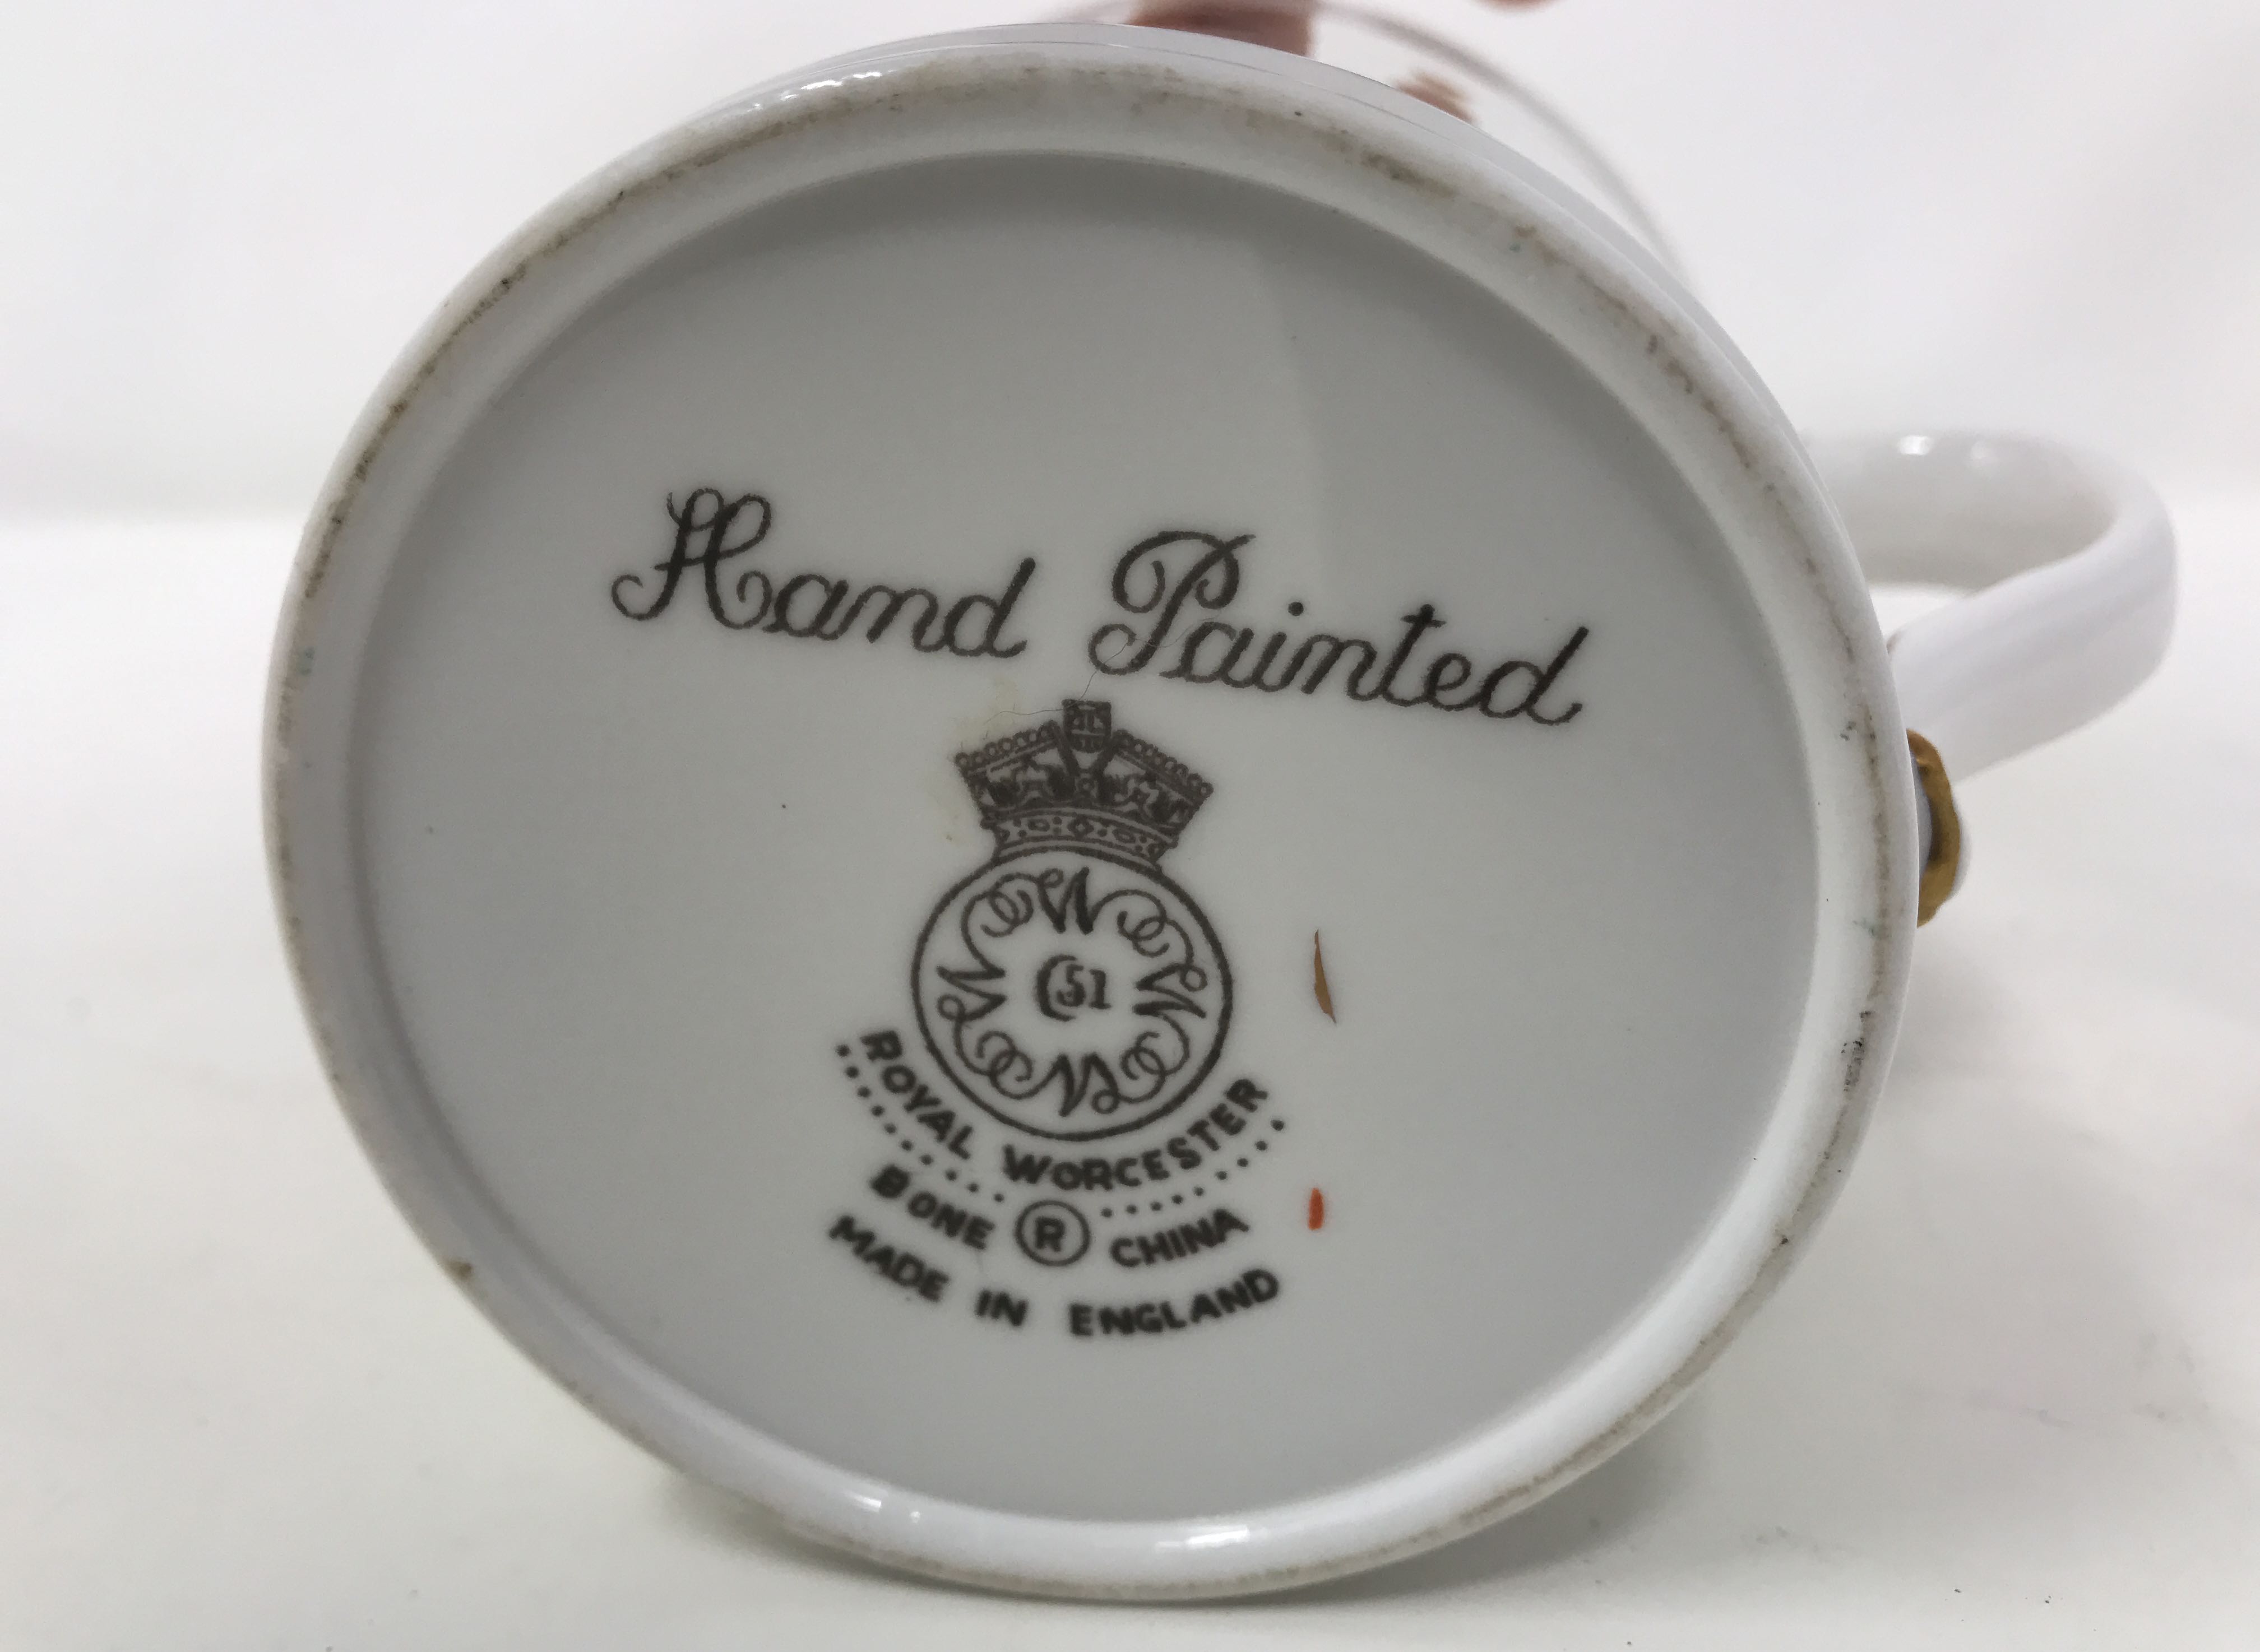 Hand Painted
C51
ROYAL WORCESTER
BONE ® CHINA
MADE IN ENGLAND